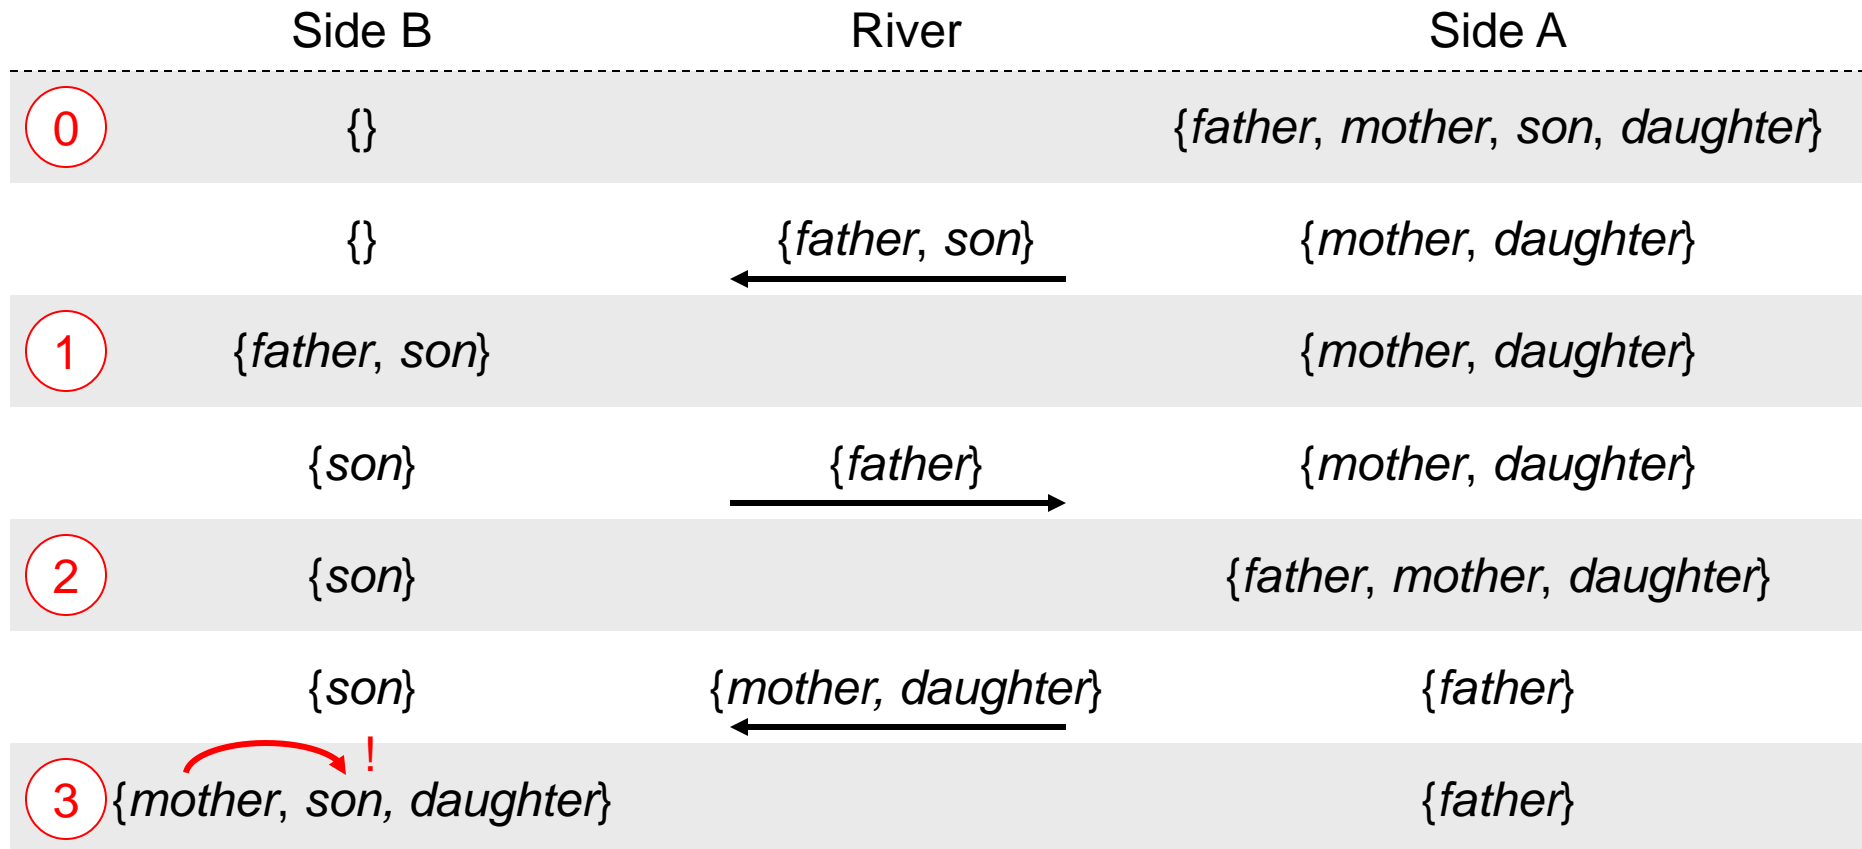 Side B River Side A
0 {} {father, mother, son, daughter}
{} {father, son} {mother, daughter}
1 {father, son} {mother, daughter}
{son} {father} {mother, daughter}
2 {son} {father, mother, daughter}
{son} {mother, daughter} {father}
!
3 {mother, son, daughter} {father}